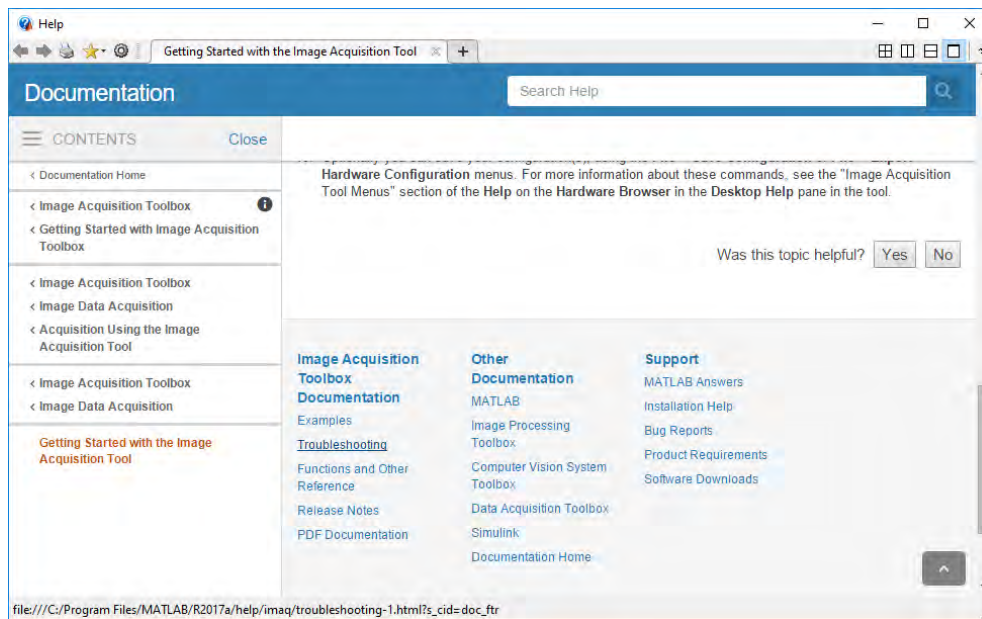 Help
Getting Started with the Image Acquisition Tool
Documentation
Search Help
CONTENTS
Close
Documentation Home
Image Acquisition Toolbox
Getting Started with Image Acquisition
Toolbox
Image Acquisition Toolbox
Image Data Acquisition
Acquisition Using the Image
Acquisition Tool
Image Acquisition Toolbox
Image Data Acquisition
Getting Started with the Image
Acquisition Tool
Hardware Configuration menus. For more information about these commands, see the "Image Acquisition
Tool Menus" section of the Help on the Hardware Browser in the Desktop Help pane in the tool.
Was this topic helpful? Yes No
Image Acquisition
Toolbox
Documentation
Examples
Troubleshooting
Functions and Other
Reference
Release Notes
PDF Documentation
Other
Documentation
MATLAB
Image Processing
Toolbox
Computer Vision System
Toolbox
Data Acquisition Toolbox
Simulink
Documentation Home
Support
MATLAB Answers
Installation Help
Bug Reports
Product Requirements
Software Downloads
file:///C:/Program Files/MATLAB/R2017a/help/imaq/troubleshooting-1.html?s_cid=doc_ftr